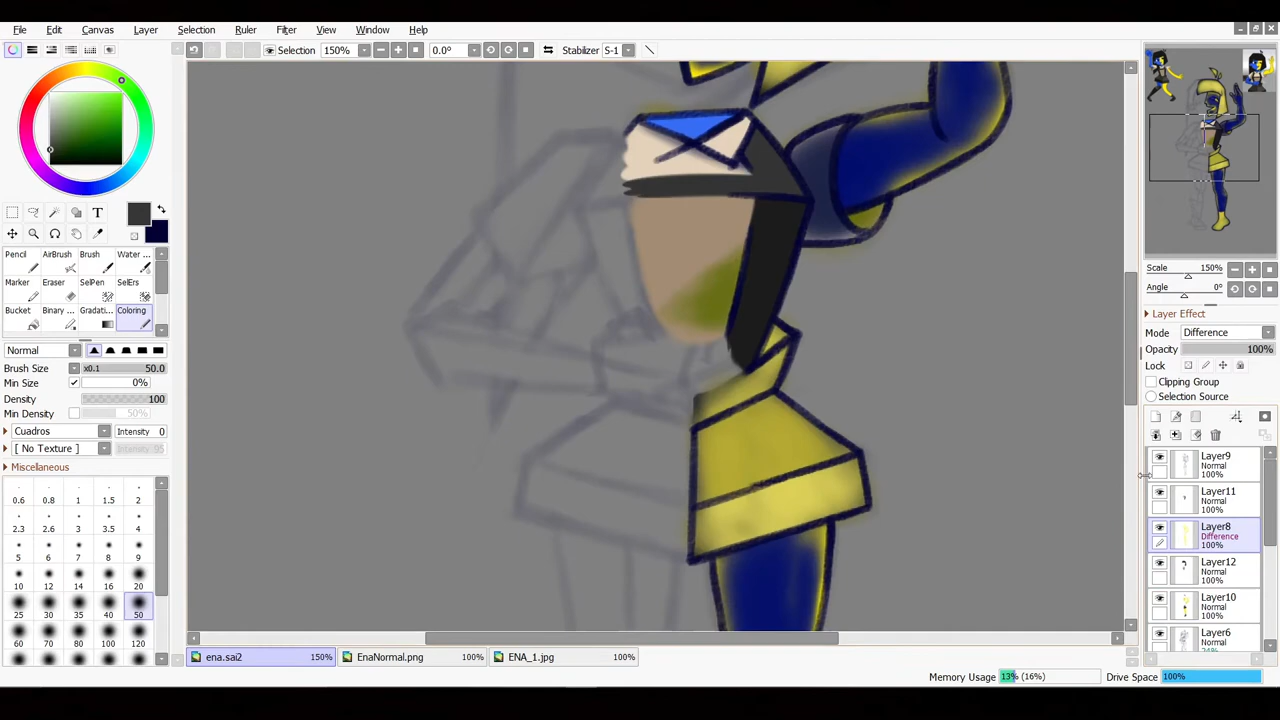 File Edit Canvas Layer Selection Ruler Filter View Window Help
Selection 150% 0.0° Stabilizer S-1
T
Pencil AirBrush Brush Water ...
Marker Eraser SelPen SelErs
Bucket Binary ... Gradati... Coloring
Normal
Brush Size x0.1 50.0
Min Size 0%
Density 100
Min Density 50%
Cuadros Intensity 0
[ No Texture ] Intensity 95
Miscellaneous
0.6 0.8 1 1.5 2
2.3 2.6 3 3.5 4
5 6 7 8 9
10 12 14 16 20
25 30 35 40 50
60 70 80 100 120
ena.sai2 150% EnaNormal.png 100% ENA_1.jpg 100%
Memory Usage 13% (16%) Drive Space 100%
Scale 150%
Angle 0°
Layer Effect
Mode Difference
Opacity 100%
Lock
Clipping Group
Selection Source
Layer9
Normal
100%
Layer11
Normal
100%
Layer8
Difference
100%
Layer12
Normal
100%
Layer10
Normal
100%
Layer6
Normal